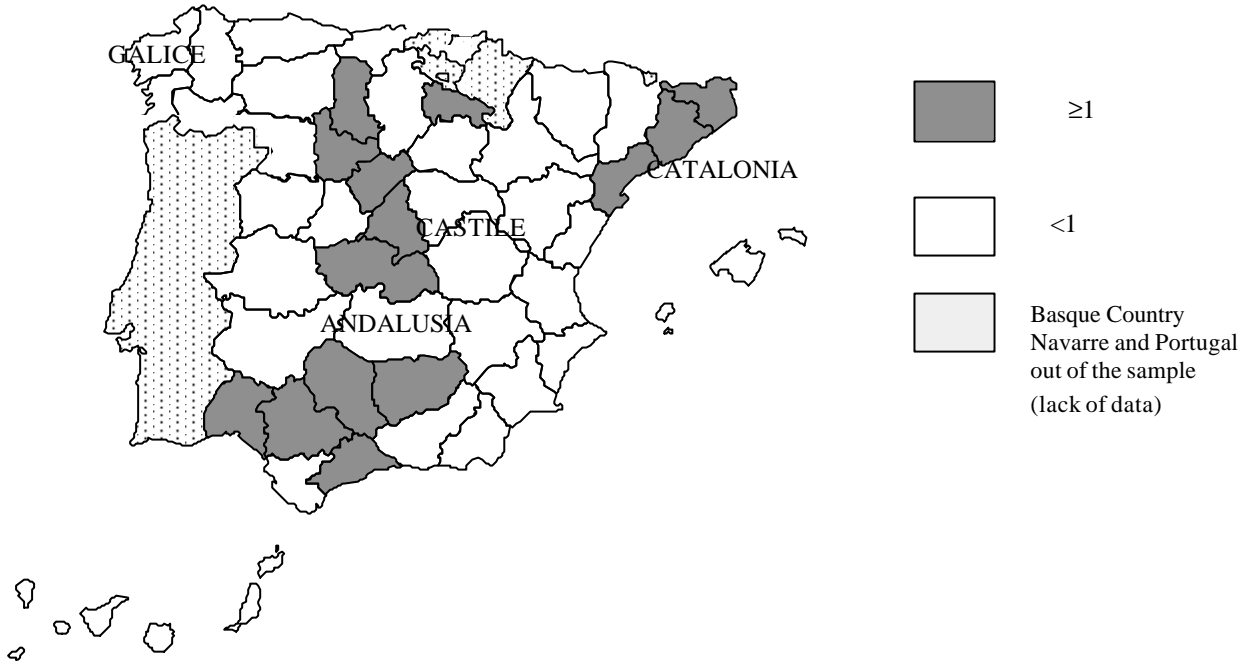 GALICE
CATALONIA
CASTILE
ANDALUSIA
≥1
<1
Basque Country
Navarre and Portugal
out of the sample
(lack of data)